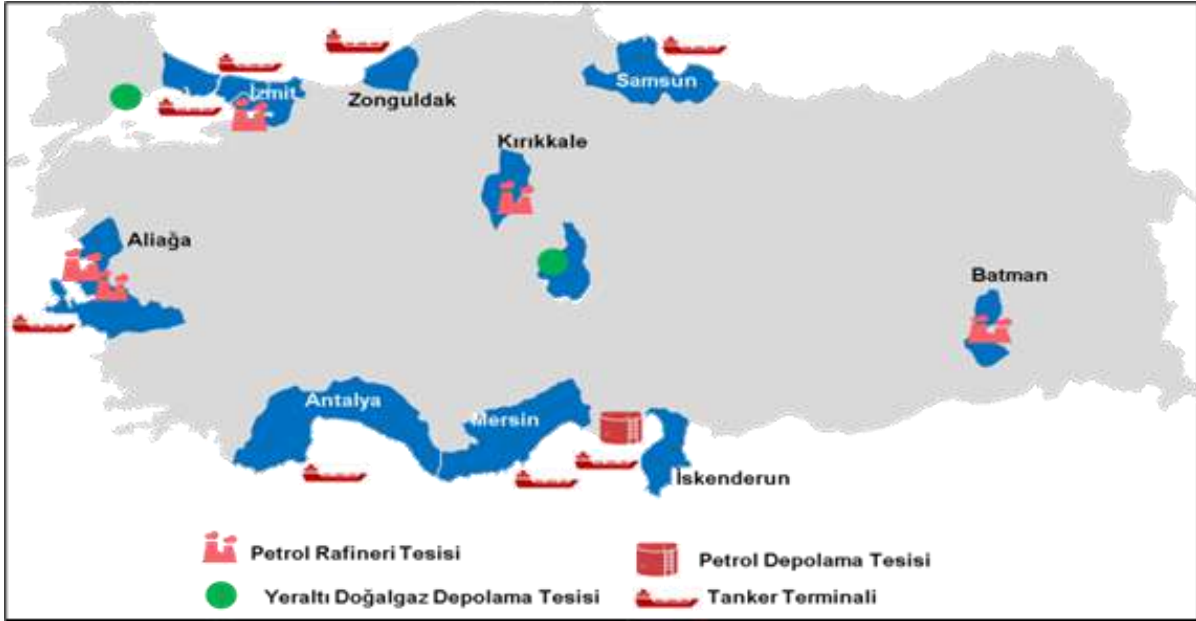 Samsun
İzmit
Zonguldak
Kırıkkale
Aliağa
Batman
Antalya
Mersin
İskenderun
Petrol Rafineri Tesisi
Petrol Depolama Tesisi
Yeraltı Doğalgaz Depolama Tesisi
Tanker Terminali